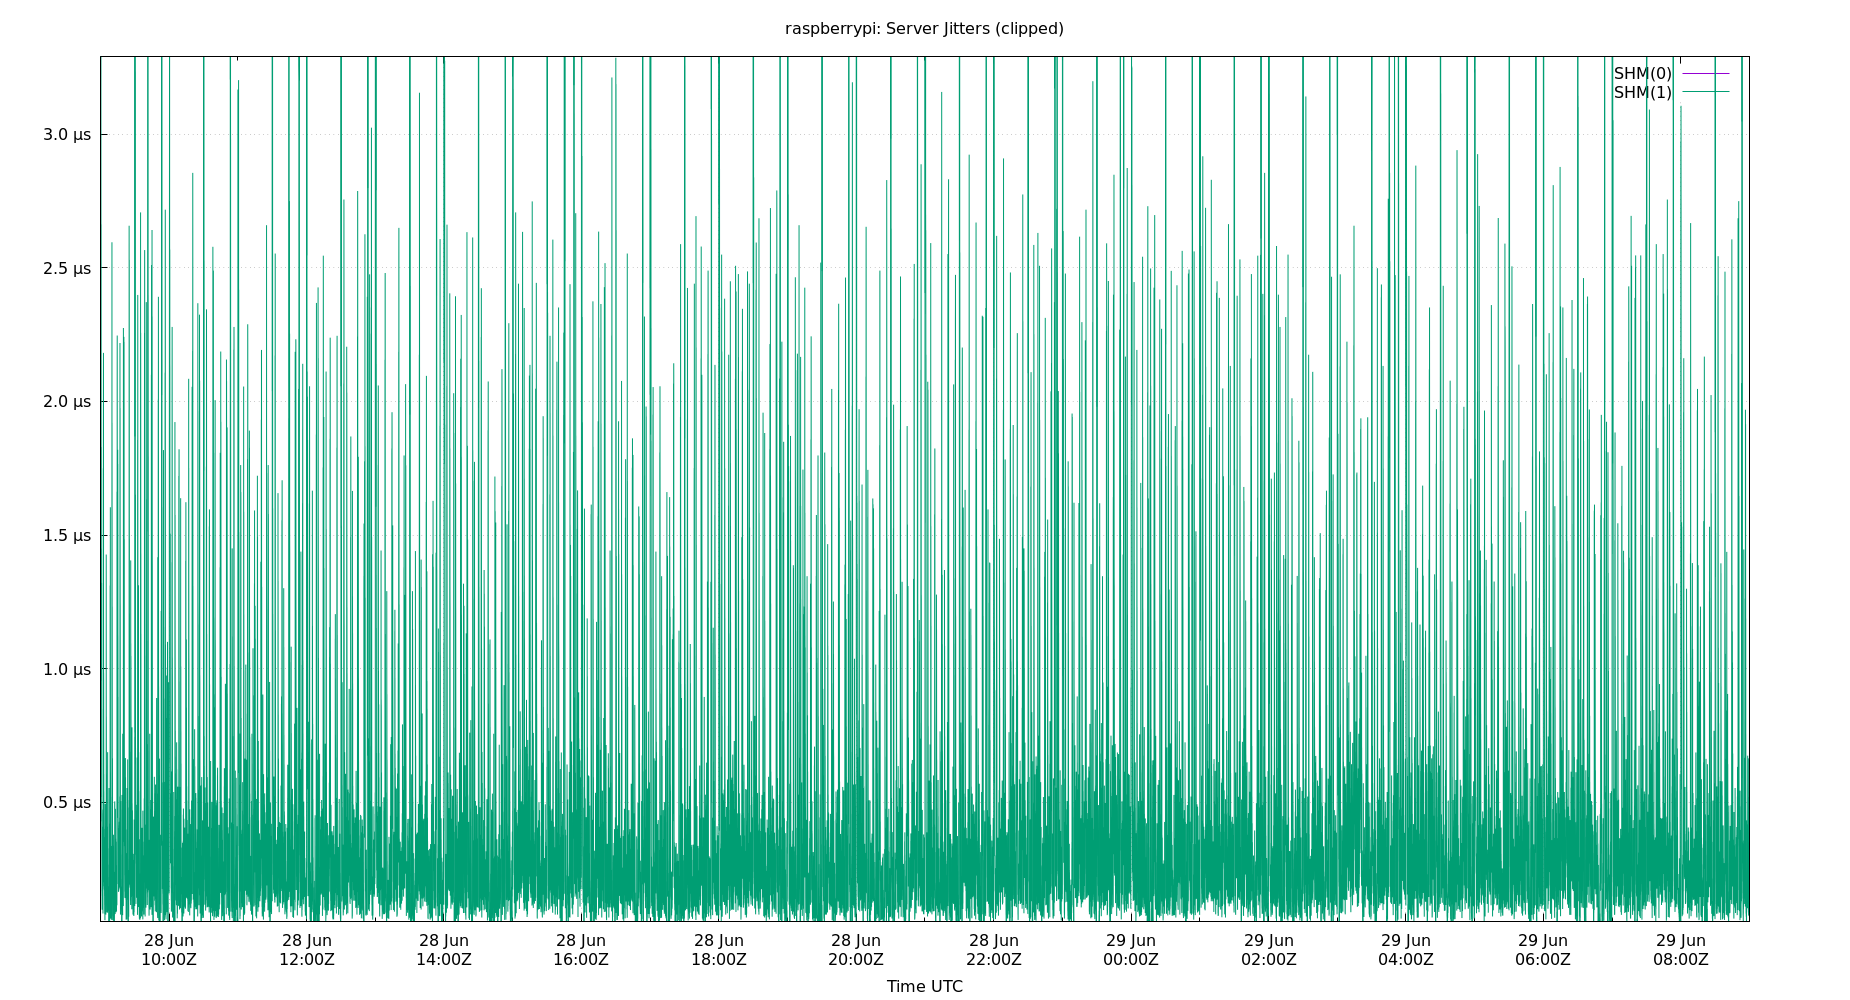 raspberrypi: Server Jitters (clipped)
SHM(0)
SHM(1)
3.0 µs
2.5 µs
2.0 µs
1.5 µs
1.0 µs
0.5 µs
28 Jun 28 Jun 28 Jun 28 Jun 28 Jun 28 Jun 28 Jun 29 Jun 29 Jun 29 Jun 29 Jun 29 Jun
10:00Z 12:00Z 14:00Z 16:00Z 18:00Z 20:00Z 22:00Z 00:00Z 02:00Z 04:00Z 06:00Z 08:00Z
Time UTC